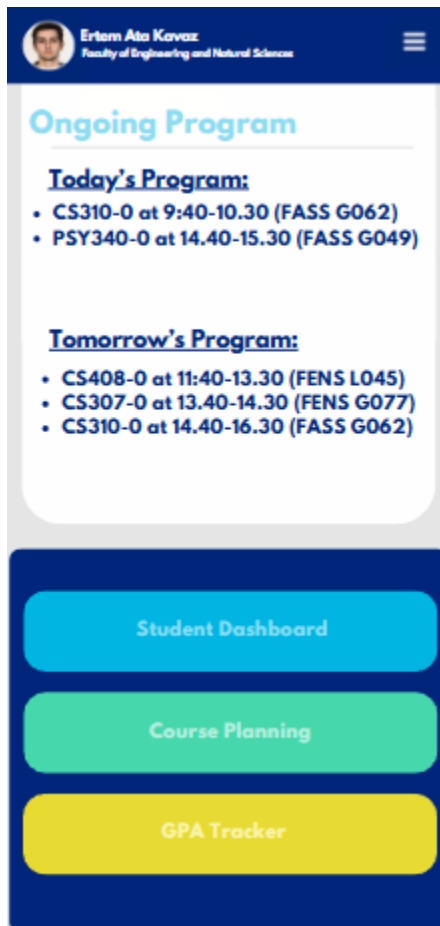 Ertem Ata Kavaz
Faculty of Engineering and Natural Sciences
Ongoing Program
Today's Program:
• CS310-0 at 9:40-10.30 (FASS G062)
• PSY340-0 at 14.40-15.30 (FASS G049)
Tomorrow's Program:
• CS408-0 at 11:40-13.30 (FENS L045)
• CS307-0 at 13.40-14.30 (FENS G077)
• CS310-0 at 14.40-16.30 (FASS G062)
Student Dashboard
Course Planning
GPA Tracker